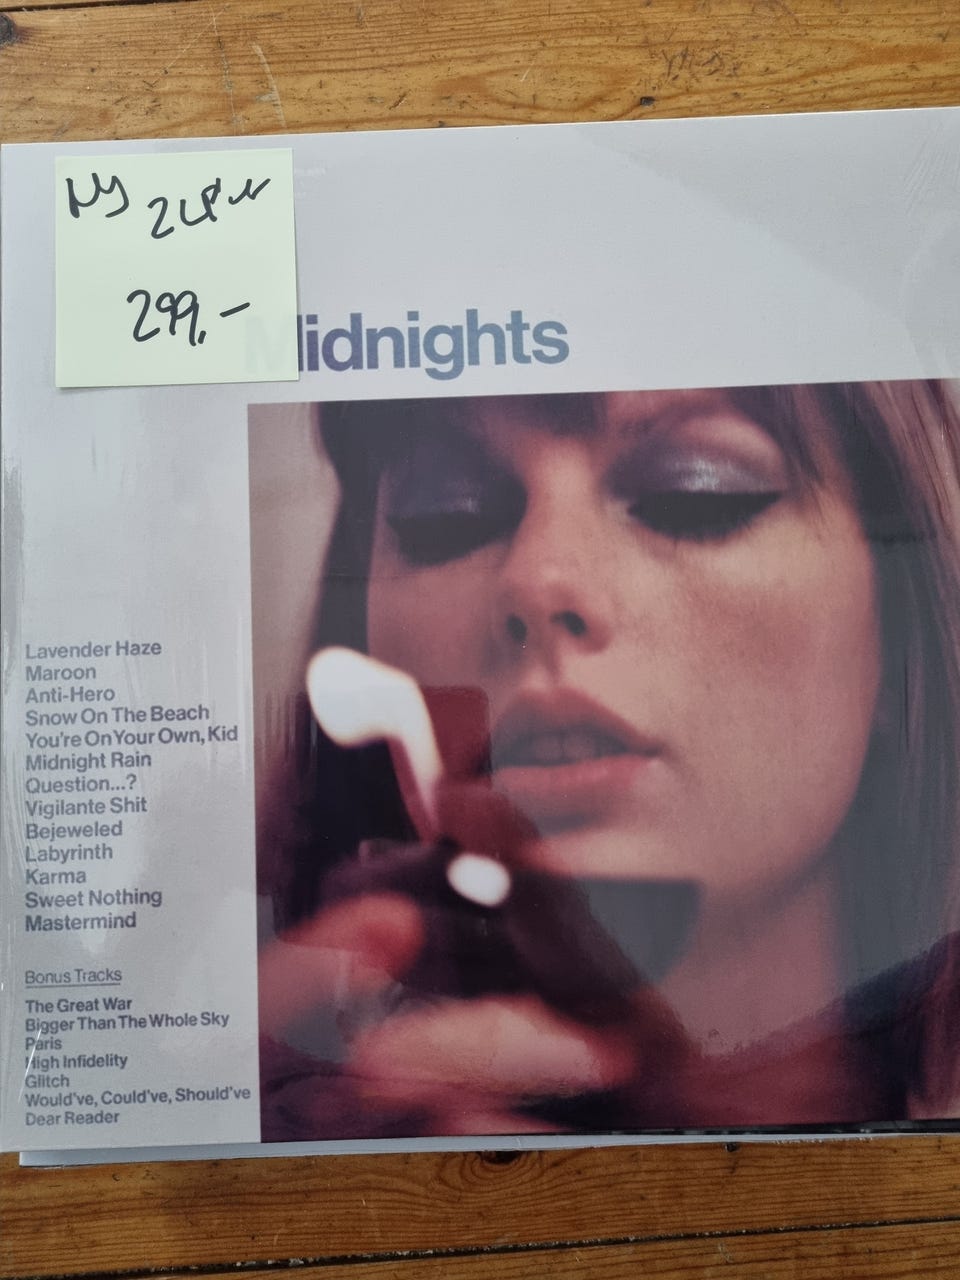 Ny 2LP'er
299,-
Midnights
Lavender Haze
Maroon
Anti-Hero
Snow On The Beach
You're On Your Own, Kid
Midnight Rain
Question...?
Vigilante Shit
Bejeweled
Labyrinth
Karma
Sweet Nothing
Mastermind
Bonus Tracks
The Great War
Bigger Than The Whole Sky
Paris
High Infidelity
Glitch
Would've, Could've, Should've
Dear Reader